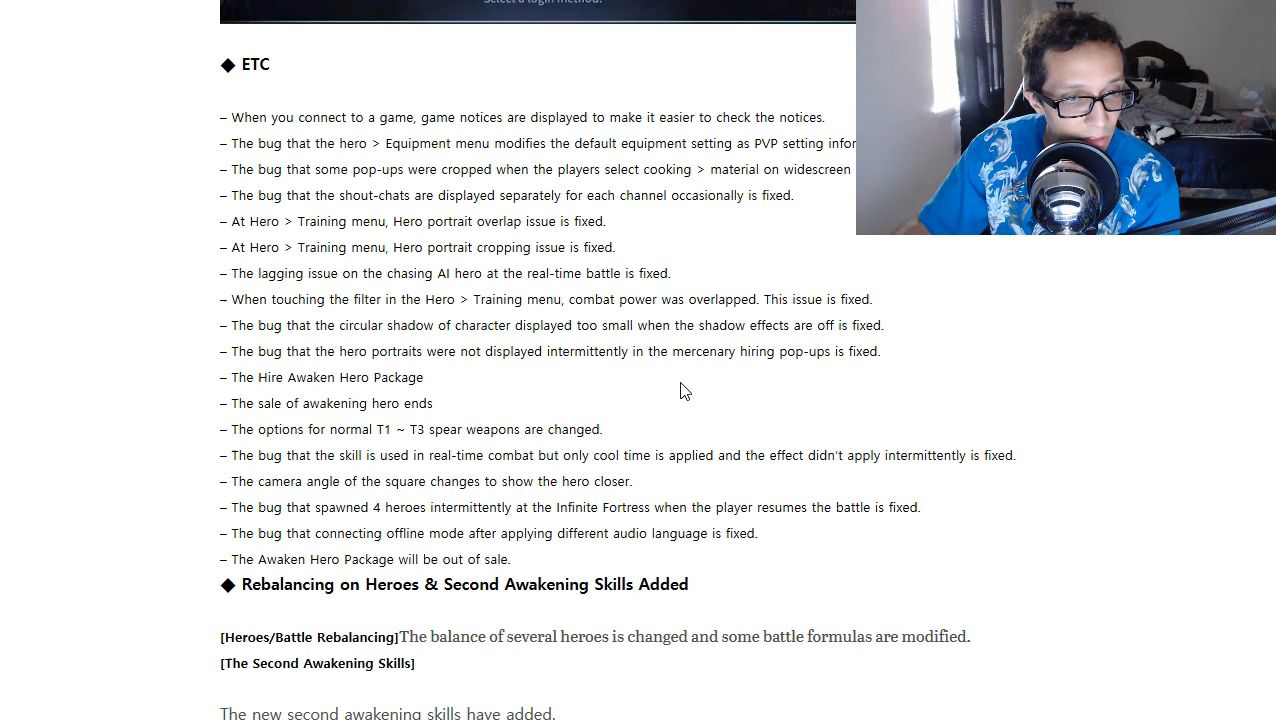 Select a login method.
◆ ETC
– When you connect to a game, game notices are displayed to make it easier to check the notices.
– The bug that the hero > Equipment menu modifies the default equipment setting as PVP setting infor
– The bug that some pop-ups were cropped when the players select cooking > material on widescreen
– The bug that the shout-chats are displayed separately for each channel occasionally is fixed.
– At Hero > Training menu, Hero portrait overlap issue is fixed.
– At Hero > Training menu, Hero portrait cropping issue is fixed.
– The lagging issue on the chasing AI hero at the real-time battle is fixed.
– When touching the filter in the Hero > Training menu, combat power was overlapped. This issue is fixed.
– The bug that the circular shadow of character displayed too small when the shadow effects are off is fixed.
– The bug that the hero portraits were not displayed intermittently in the mercenary hiring pop-ups is fixed.
– The Hire Awaken Hero Package
– The sale of awakening hero ends
– The options for normal T1 ~ T3 spear weapons are changed.
– The bug that the skill is used in real-time combat but only cool time is applied and the effect didn't apply intermittently is fixed.
– The camera angle of the square changes to show the hero closer.
– The bug that spawned 4 heroes intermittently at the Infinite Fortress when the player resumes the battle is fixed.
– The bug that connecting offline mode after applying different audio language is fixed.
– The Awaken Hero Package will be out of sale.
◆ Rebalancing on Heroes & Second Awakening Skills Added
[Heroes/Battle Rebalancing]The balance of several heroes is changed and some battle formulas are modified.
[The Second Awakening Skills]
The new second awakening skills have added.